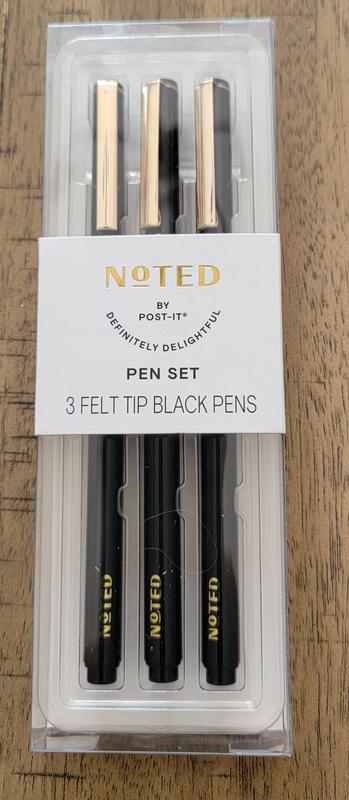 NOTED
BY
POST-IT®
DEFINITELY DELIGHTFUL
PEN SET
3 FELT TIP BLACK PENS
NOTED
NOTED
NOTED